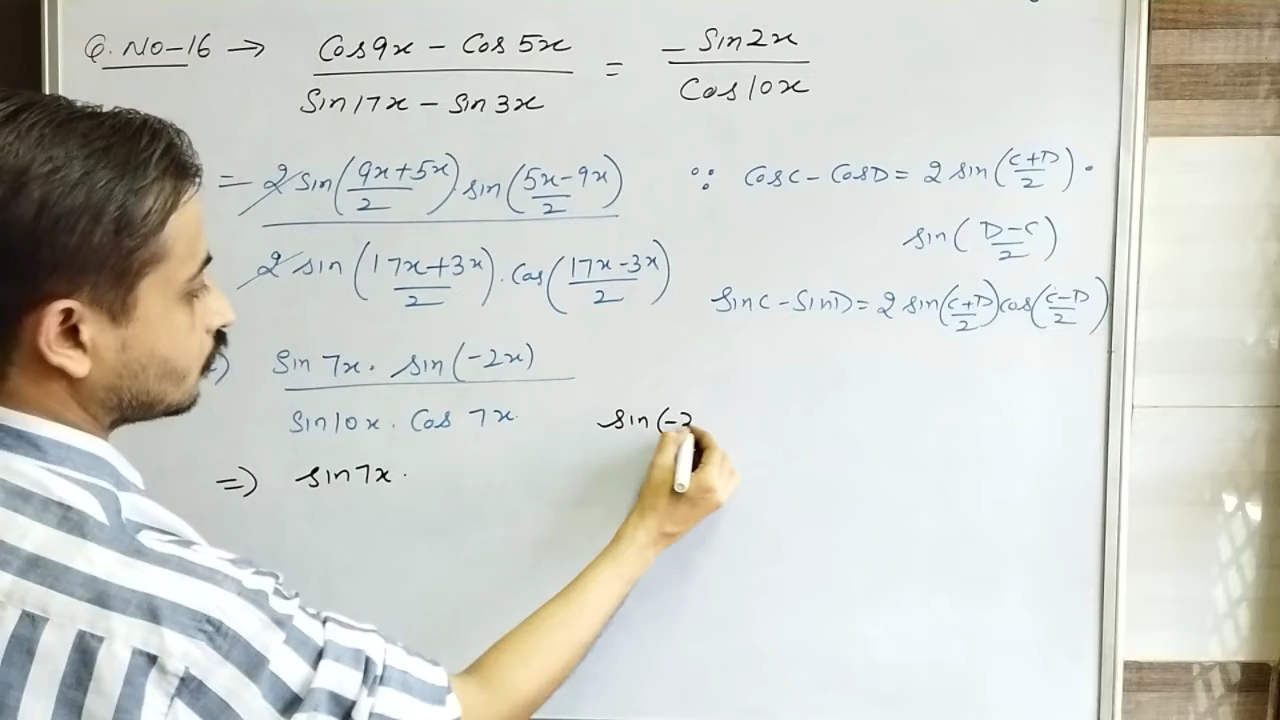 Q. No-16 → (Cos9x - Cos 5x)/(Sin17x - Sin3x) = - Sin2x/Cos10x
= 2 sin((9x+5x)/2) sin((5x-9x)/2)
2 sin((17x+3x)/2) . Cos((17x-3x)/2)
∵ CosC - CosD = 2 sin((C+D)/2) .
sin((D-C)/2)
SinC - SinD = 2 sin((C+D)/2) cos((C-D)/2)
Sin 7x . sin(-2x)
Sin10x . Cos 7x
sin(-2
=> sin7x .